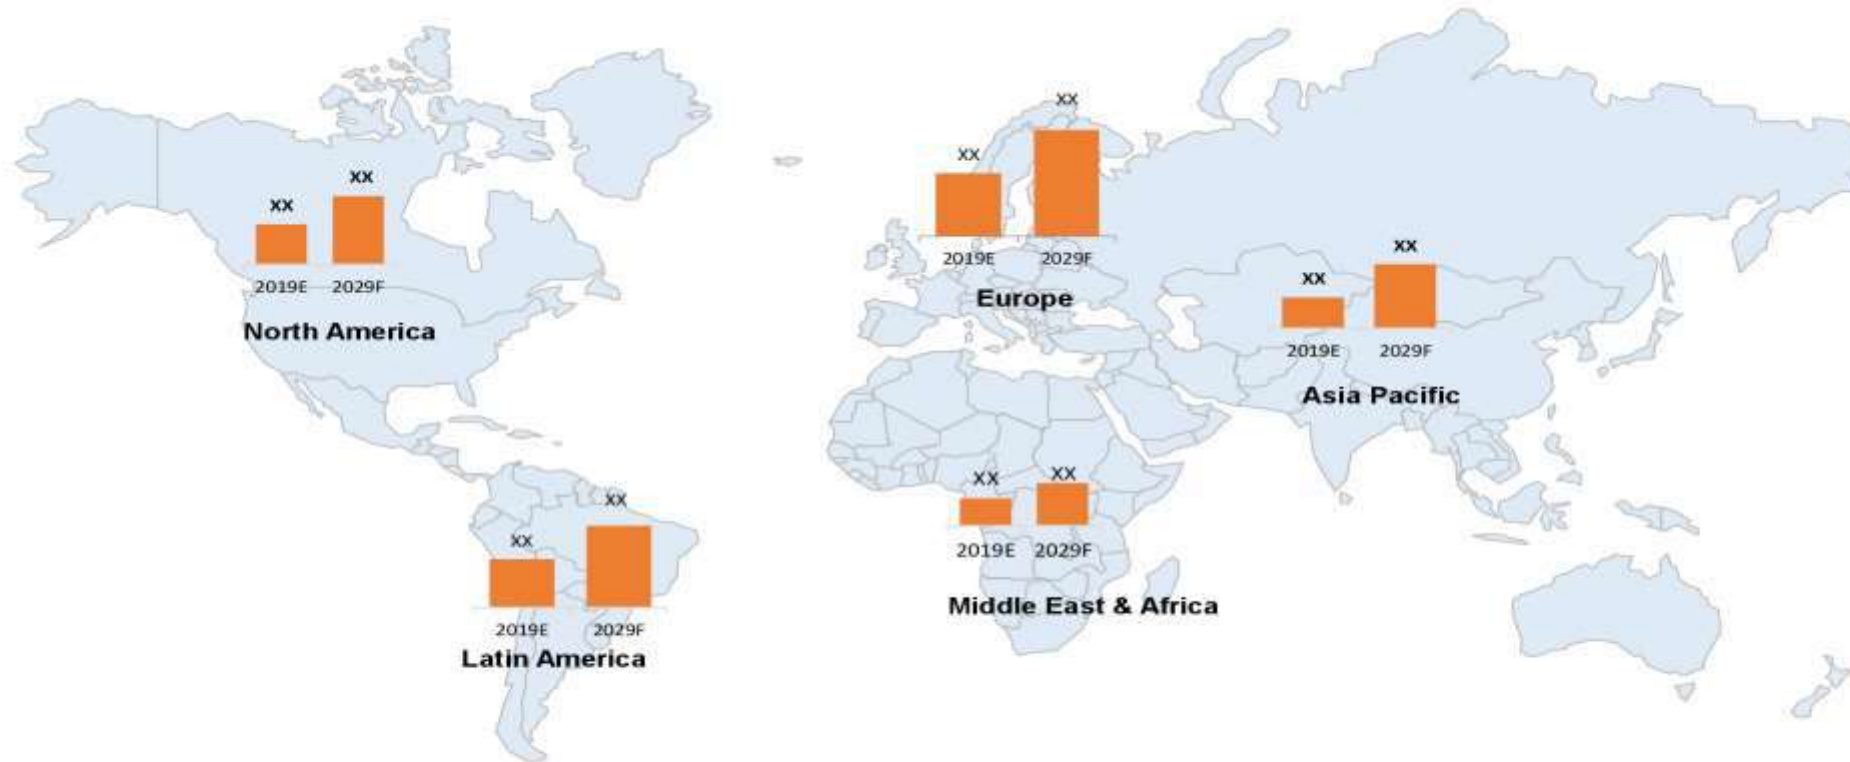 XX
XX
2019E 2029F
North America
XX
XX
2019E 2029F
Europe
XX
XX
2019E 2029F
Asia Pacific
XX
XX
2019E 2029F
Middle East & Africa
XX
XX
2019E 2029F
Latin America